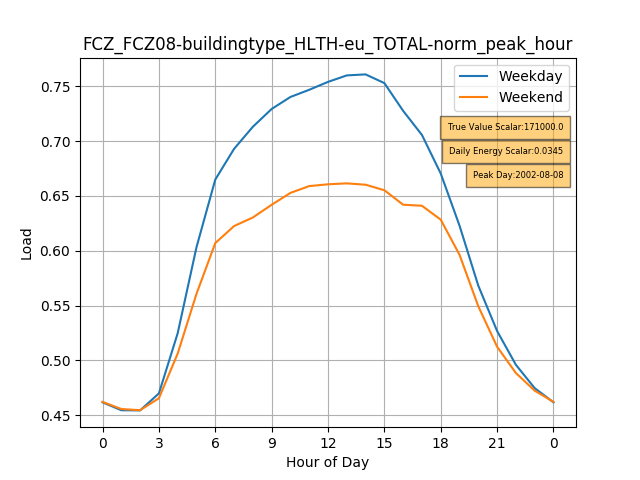 FCZ_FCZ08-buildingtype_HLTH-eu_TOTAL-norm_peak_hour
Weekday
Weekend
True Value Scalar:171000.0
Daily Energy Scalar:0.0345
Peak Day:2002-08-08
Load
0.75
0.70
0.65
0.60
0.55
0.50
0.45
0 3 6 9 12 15 18 21 0
Hour of Day